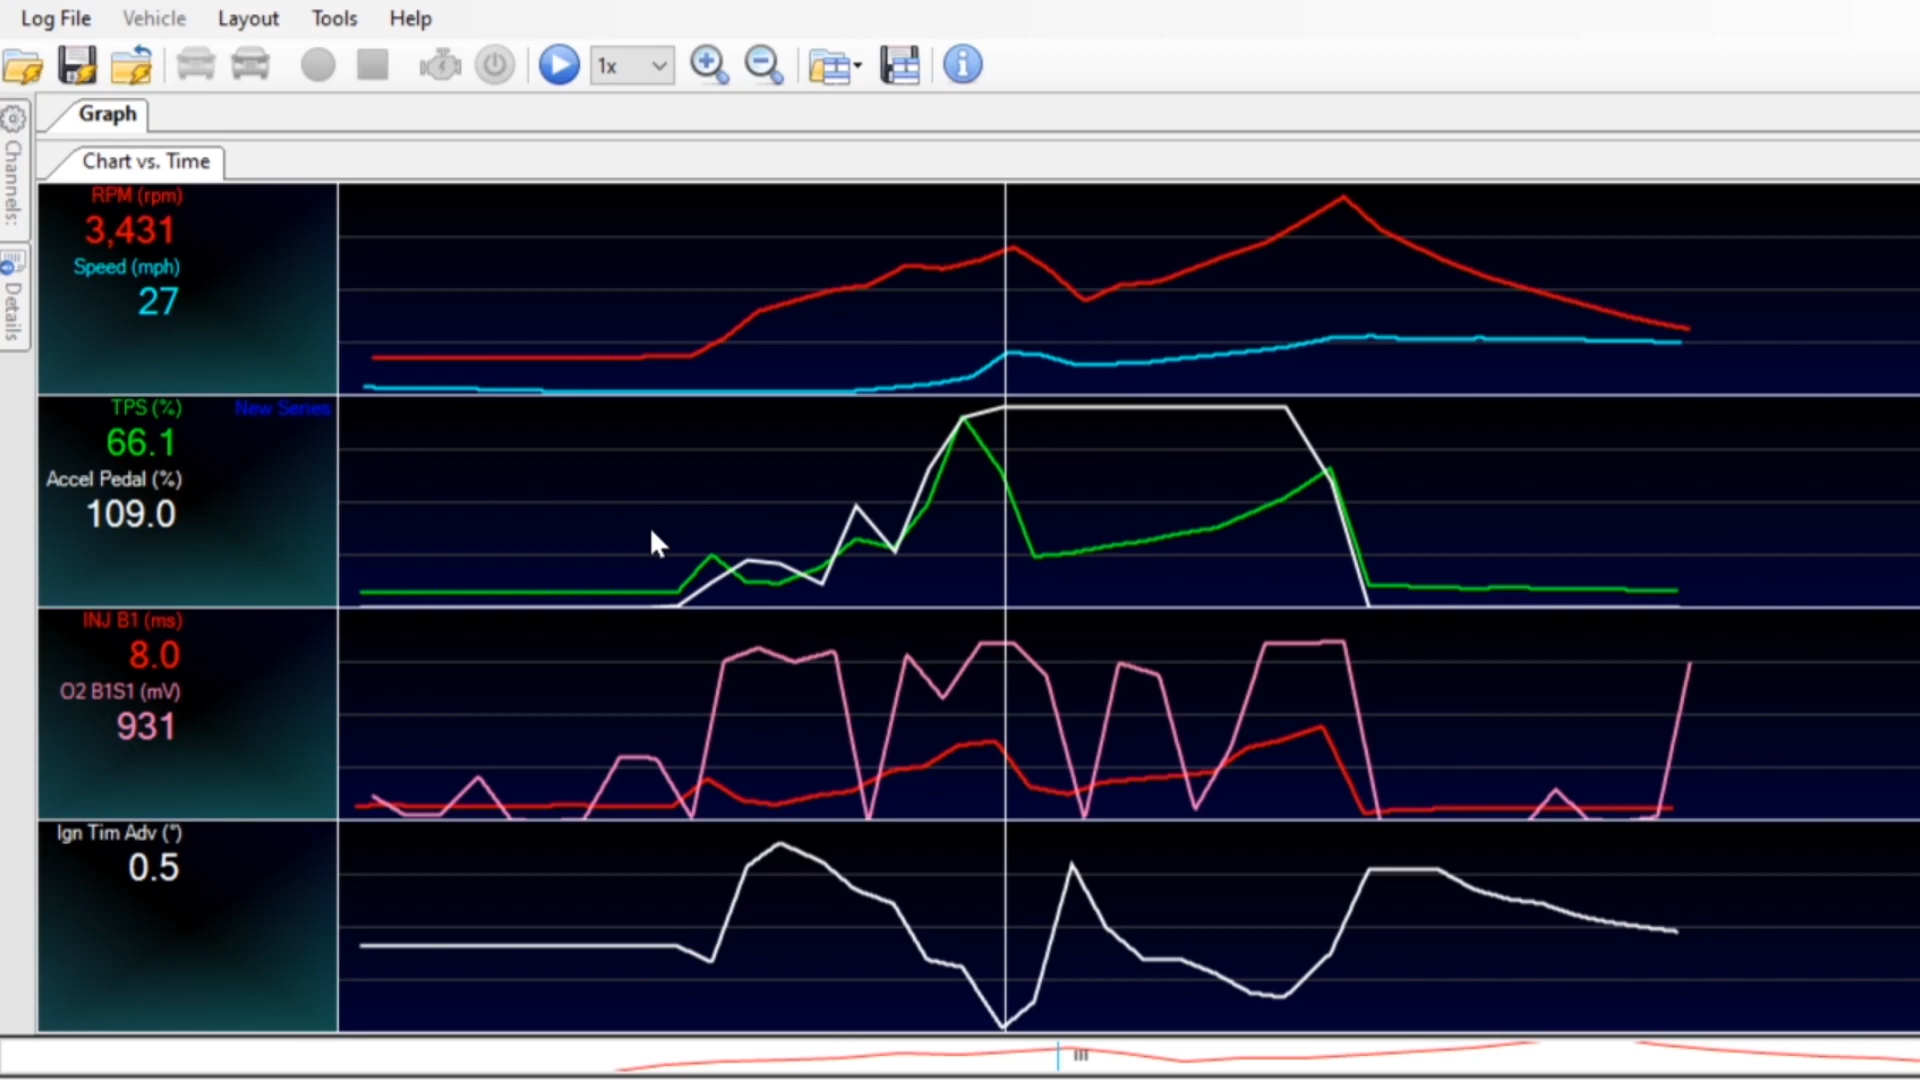 Log File Vehicle Layout Tools Help
1x
Graph
Channels:
Details
Chart vs. Time
RPM (rpm)
3,431
Speed (mph)
27
TPS (%) New Series
66.1
Accel Pedal (%)
109.0
INJ B1 (ms)
8.0
O2 B1S1 (mV)
931
Ign Tim Adv (°)
0.5